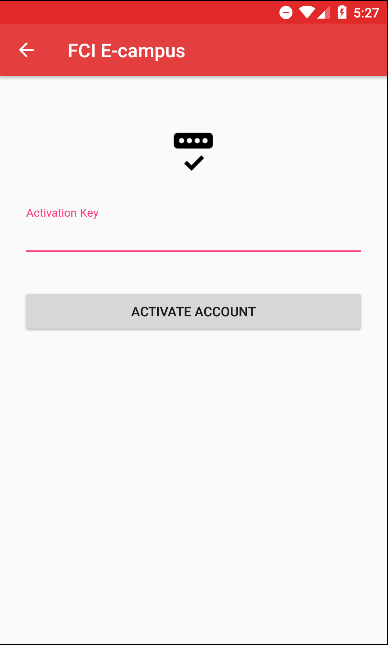 5:27
FCI E-campus
Activation Key
ACTIVATE ACCOUNT